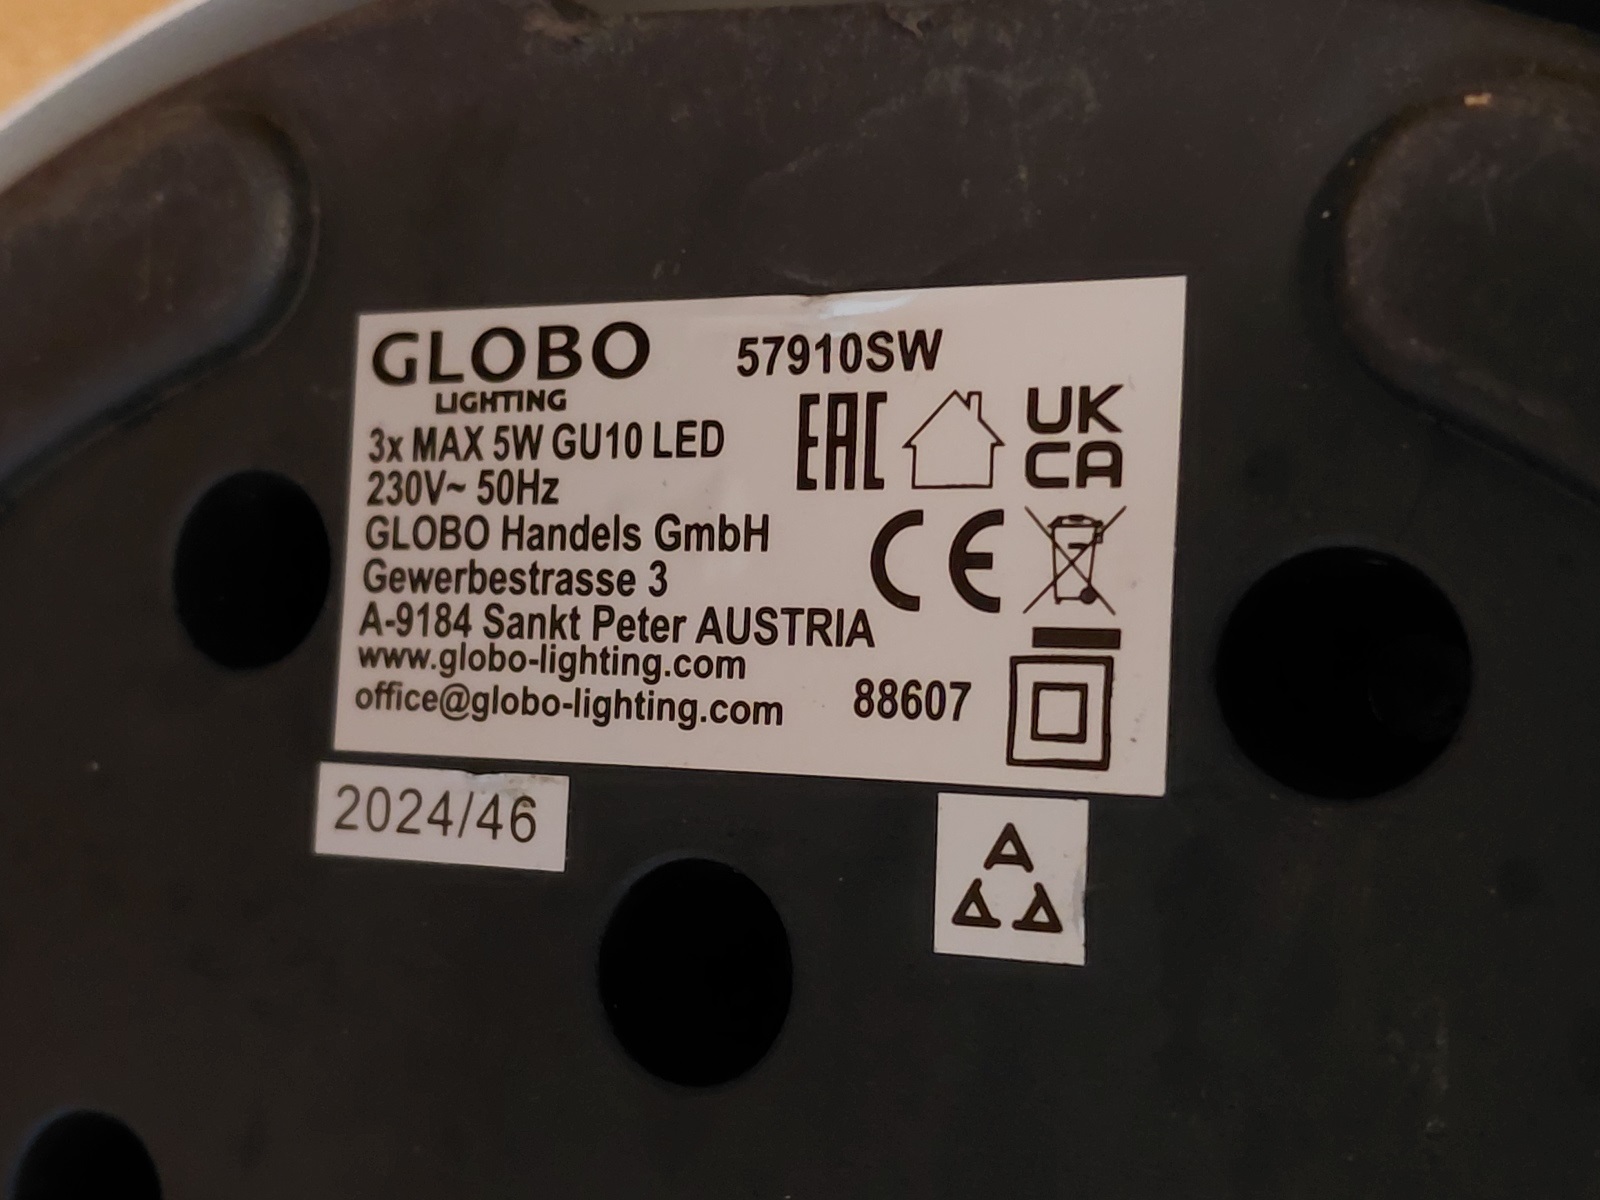 GLOBO 57910SW
LIGHTING
3x MAX 5W GU10 LED
230V~ 50Hz
EAC
UK
CA
GLOBO Handels GmbH
Gewerbestrasse 3
CE
A-9184 Sankt Peter AUSTRIA
www.globo-lighting.com
office@globo-lighting.com
88607
2024/46